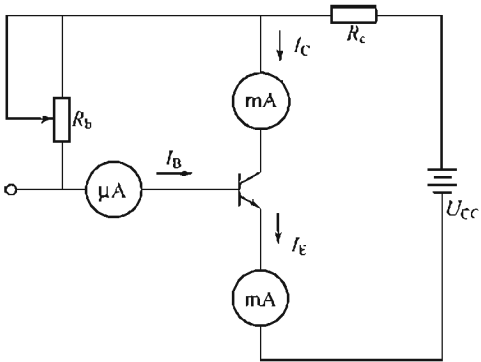 R_c
I_C
mA
R_b
I_B
μA
U_CC
I_E
mA